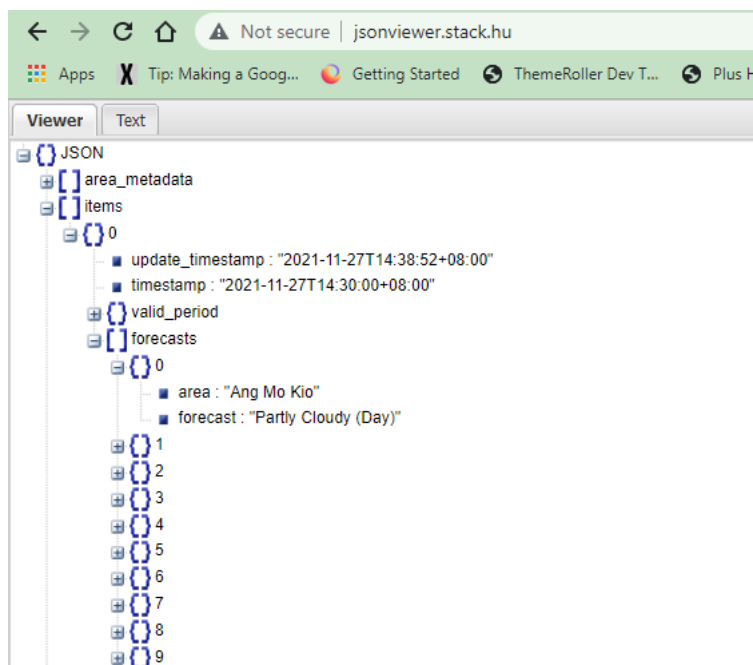 Not secure | jsonviewer.stack.hu
Apps X Tip: Making a Goog... Getting Started ThemeRoller Dev T... Plus H
Viewer Text
{} JSON
[] area_metadata
[] items
{} 0
update_timestamp : "2021-11-27T14:38:52+08:00"
timestamp : "2021-11-27T14:30:00+08:00"
{} valid_period
[] forecasts
{} 0
area : "Ang Mo Kio"
forecast : "Partly Cloudy (Day)"
{} 1
{} 2
{} 3
{} 4
{} 5
{} 6
{} 7
{} 8
{} 9